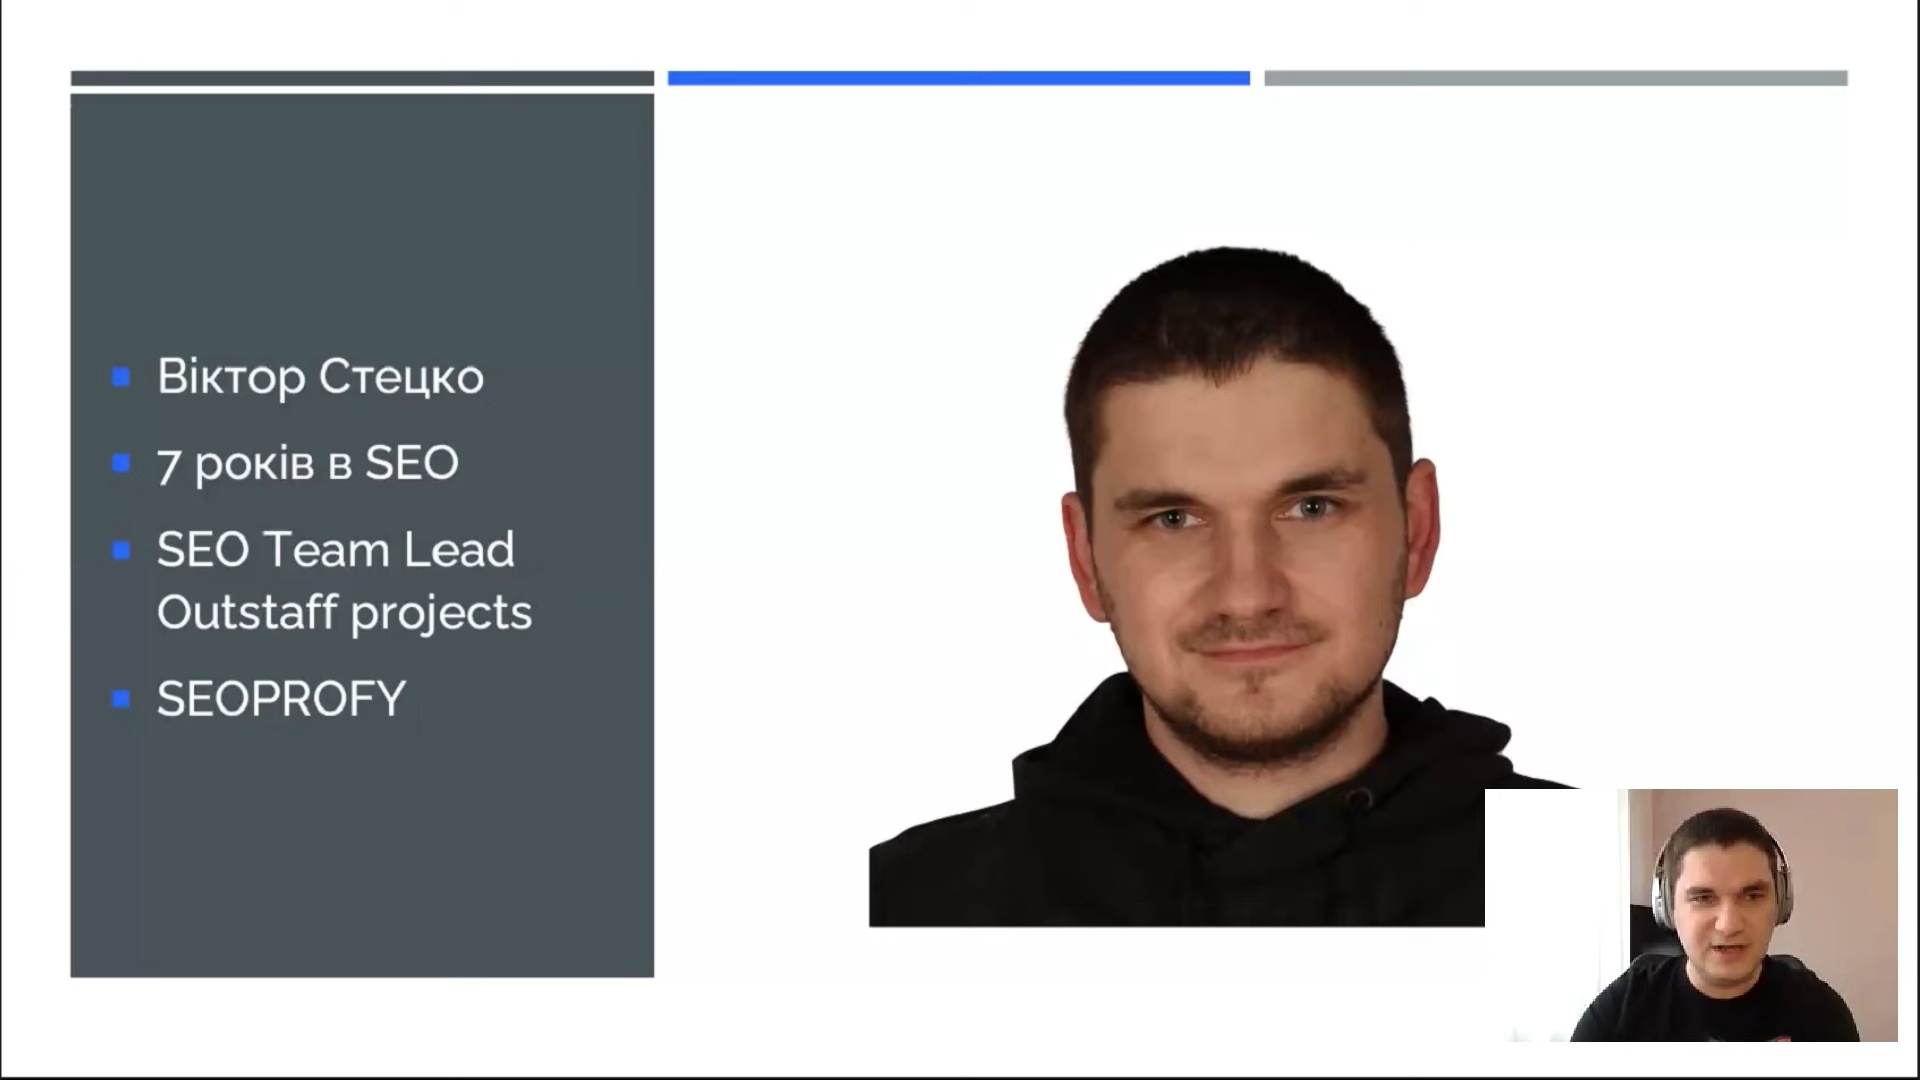 Віктор Стецко
7 років в SEO
SEO Team Lead
Outstaff projects
SEOPROFY